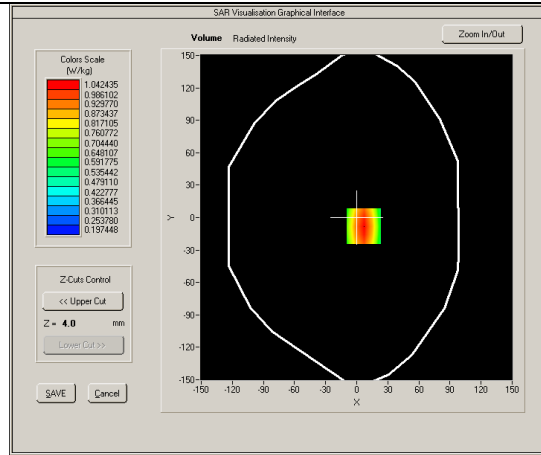 SAR Visualisation Graphical Interface
Volume Radiated Intensity
Zoom In/Out
Colors Scale
(W/kg)
1.042435
0.986102
0.929770
0.873437
0.817105
0.760772
0.704440
0.648107
0.591775
0.535442
0.479110
0.422777
0.366445
0.310113
0.253780
0.197448
Z-Cuts Control
<< Upper Cut
Z = 4.0 mm
Lower Cut >>
SAVE
Cancel
150-
120-
90-
60-
30-
0-
-30-
-60-
-90-
-120-
-150-
Y
-150 -120 -90 -60 -30 0 30 60 90 120 150
X